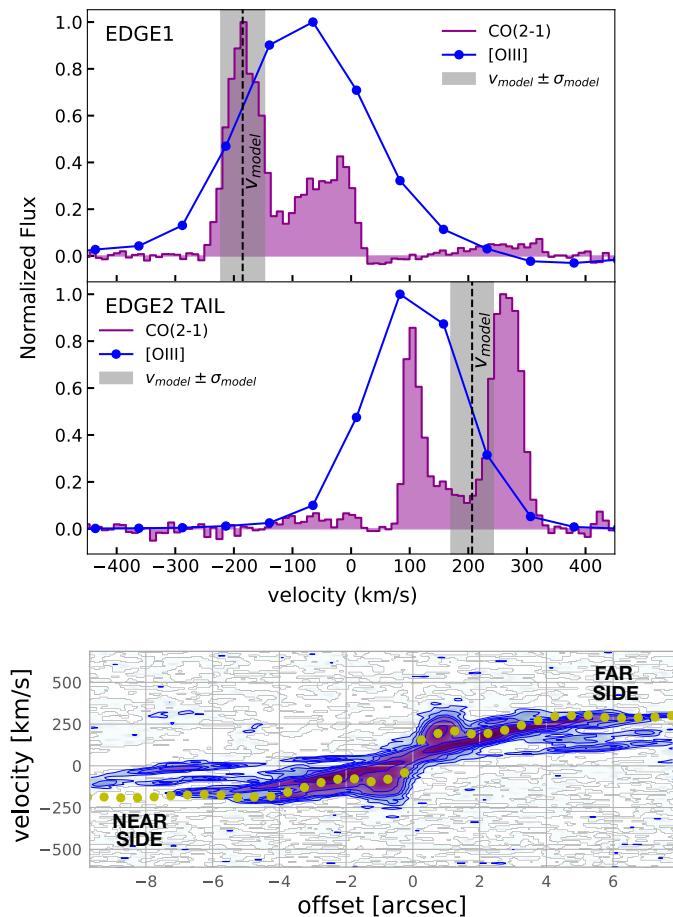 EDGE1
CO(2-1)
[OIII]
v_model ± σ_model
v_model
1.0
0.8
0.6
0.4
0.2
0.0
Normalized Flux
EDGE2 TAIL
CO(2-1)
[OIII]
v_model ± σ_model
v_model
1.0
0.8
0.6
0.4
0.2
0.0
−400 −300 −200 −100 0 100 200 300 400
velocity (km/s)
FAR
SIDE
500
250
0
−250
−500
velocity [km/s]
NEAR
SIDE
−8 −6 −4 −2 0 2 4 6
offset [arcsec]